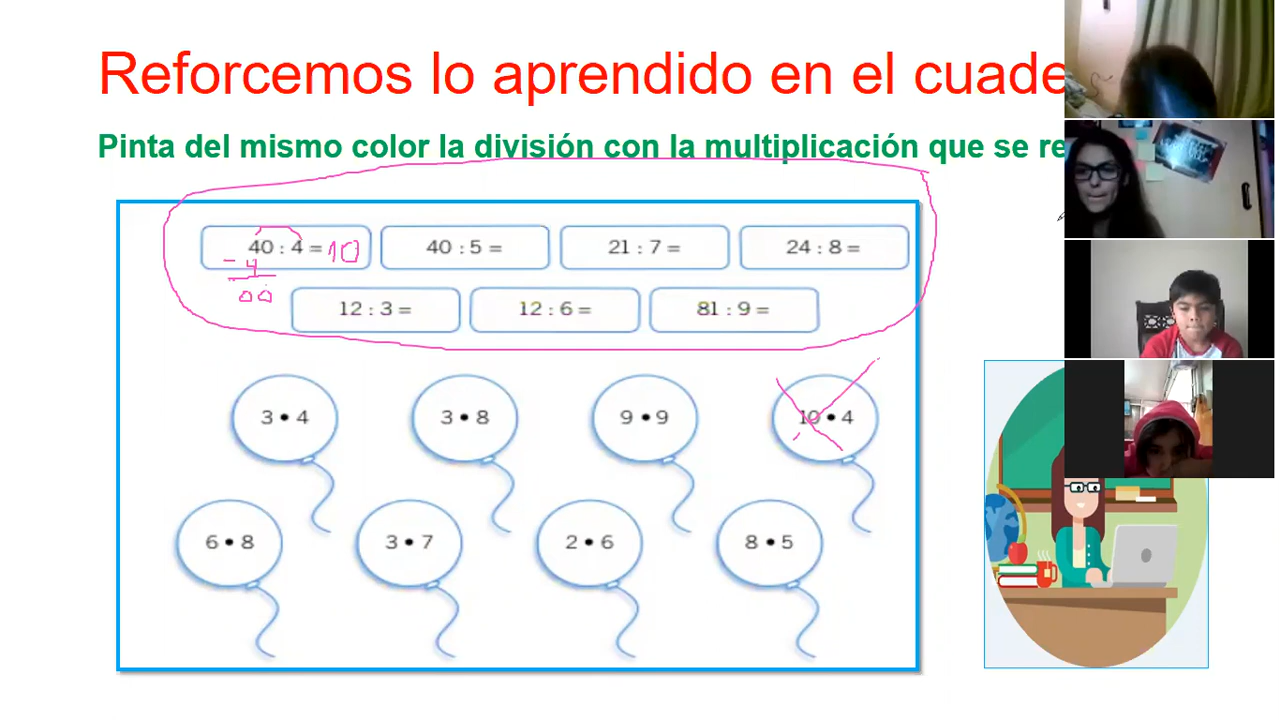 Reforcemos lo aprendido en el cuade
Pinta del mismo color la división con la multiplicación que se re
40 : 4 = 10
- 4
00
40 : 5 =
21 : 7 =
24 : 8 =
12 : 3 =
12 : 6 =
81 : 9 =
3 • 4
3 • 8
9 • 9
10 • 4
6 • 8
3 • 7
2 • 6
8 • 5